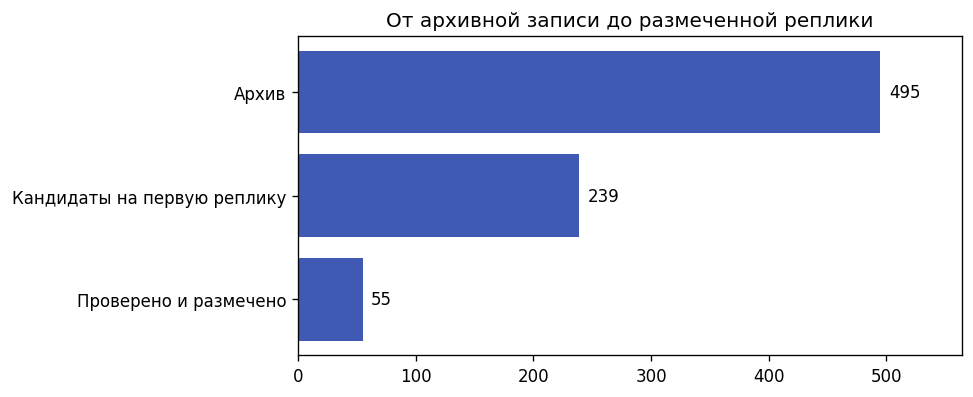 От архивной записи до размеченной реплики
Архив
495
Кандидаты на первую реплику
239
Проверено и размечено
55
0 100 200 300 400 500